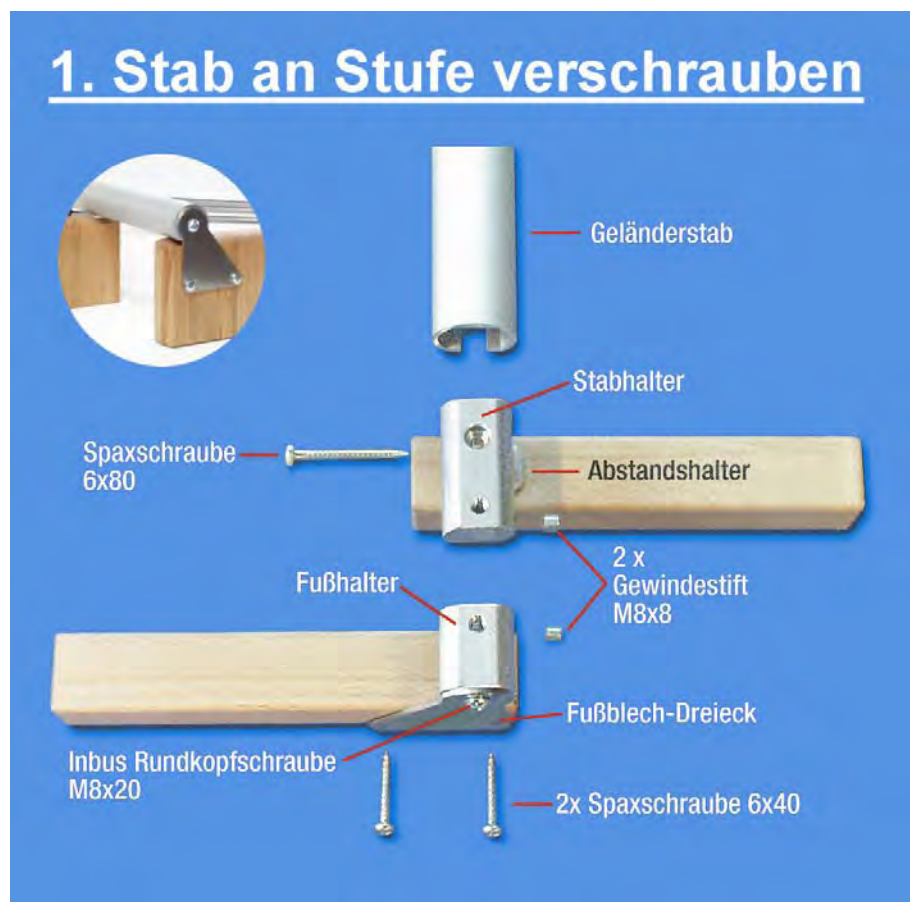 1. Stab an Stufe verschrauben
Geländerstab
Stabhalter
Spaxschraube
6x80
Abstandshalter
2 x
Gewindestift
M8x8
Fußhalter
Fußblech-Dreieck
Inbus Rundkopfschraube
M8x20
2x Spaxschraube 6x40